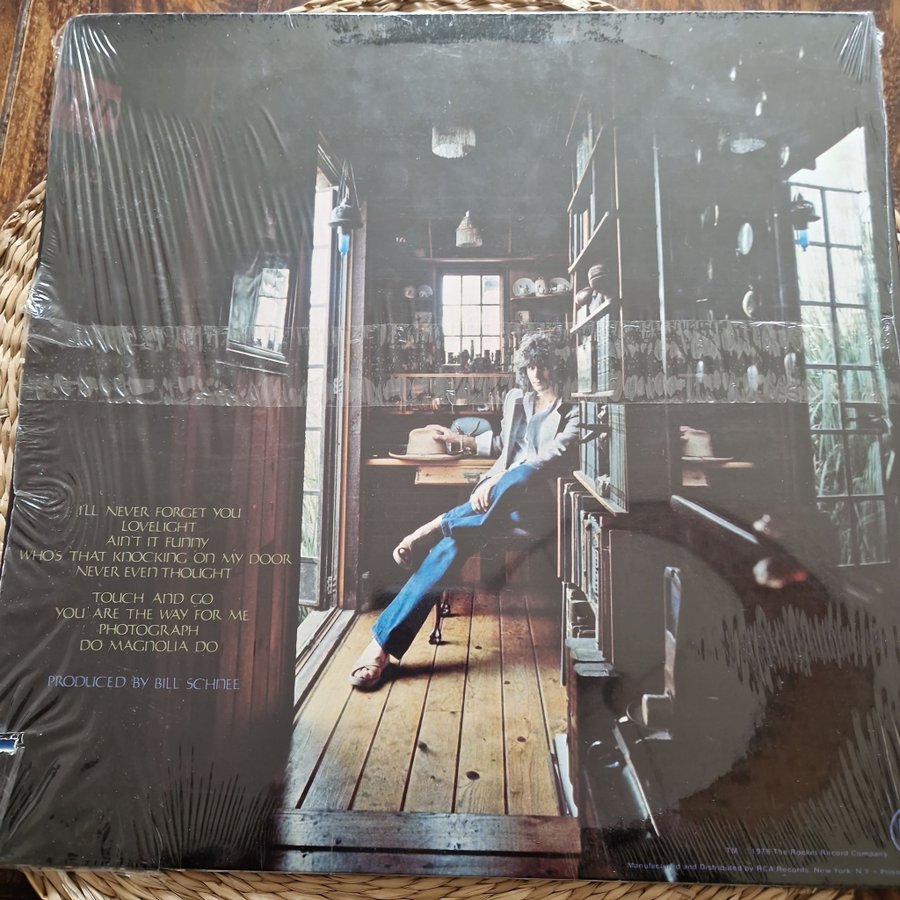 I'LL NEVER FORGET YOU
LOVELIGHT
AIN'T IT FUNNY
WHO'S THAT KNOCKING ON MY DOOR
NEVER EVEN THOUGHT
TOUCH AND GO
YOU ARE THE WAY FOR ME
PHOTOGRAPH
DO MAGNOLIA DO
PRODUCED BY BILL SCHNEE
TM 1978 The Rocket Record Company
Manufactured and Distributed by RCA Records, New York, N.Y.